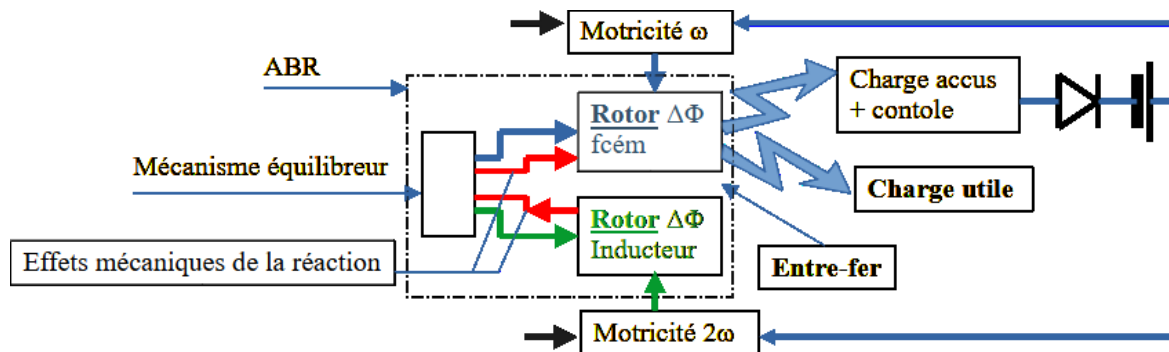 Motricité ω
ABR
Rotor ΔΦ
fcém
Charge accus
+ contole
Mécanisme équilibreur
Charge utile
Rotor ΔΦ
Inducteur
Effets mécaniques de la réaction
Entre-fer
Motricité 2ω